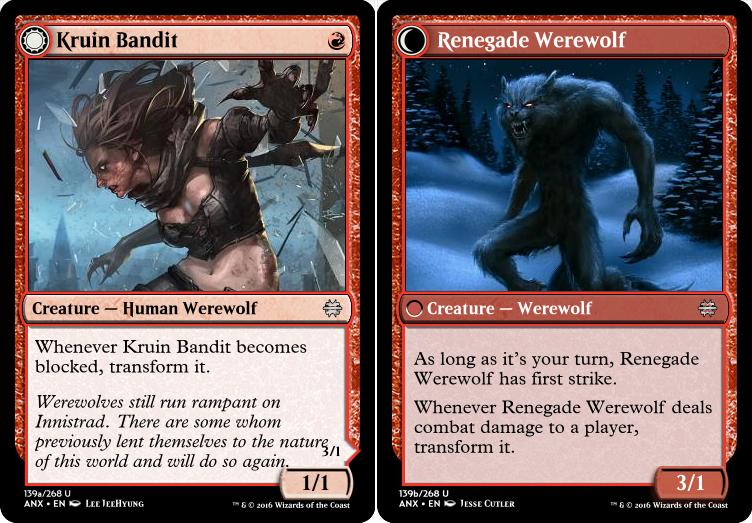 Kruin Bandit
Creature — Human Werewolf
Whenever Kruin Bandit becomes
blocked, transform it.
Werewolves still run rampant on
Innistrad. There are some whom
previously lent themselves to the nature
of this world and will do so again.
3/1
1/1
139a/268 U
ANX • EN Lee JeeHyung
™ & © 2016 Wizards of the Coast
Renegade Werewolf
Creature — Werewolf
As long as it's your turn, Renegade
Werewolf has first strike.
Whenever Renegade Werewolf deals
combat damage to a player,
transform it.
3/1
139b/268 U
ANX • EN Jesse Cutler
™ & © 2016 Wizards of the Coast